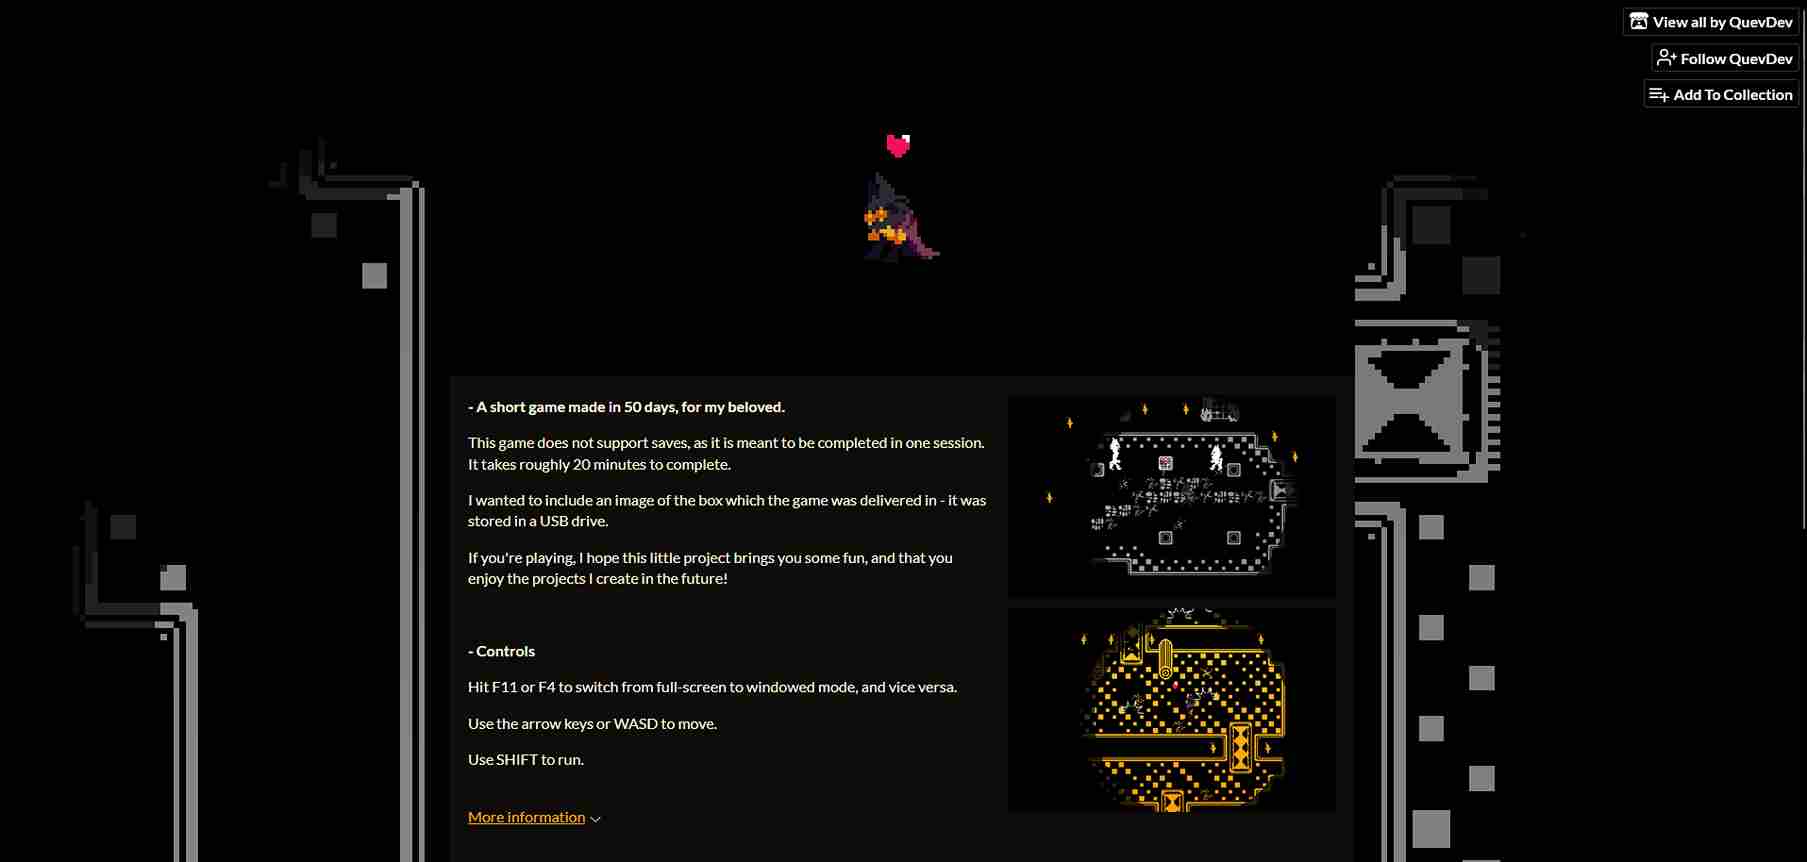 View all by QuevDev
Follow QuevDev
Add To Collection
- A short game made in 50 days, for my beloved.
This game does not support saves, as it is meant to be completed in one session.
It takes roughly 20 minutes to complete.
I wanted to include an image of the box which the game was delivered in - it was
stored in a USB drive.
If you're playing, I hope this little project brings you some fun, and that you
enjoy the projects I create in the future!
- Controls
Hit F11 or F4 to switch from full-screen to windowed mode, and vice versa.
Use the arrow keys or WASD to move.
Use SHIFT to run.
More information